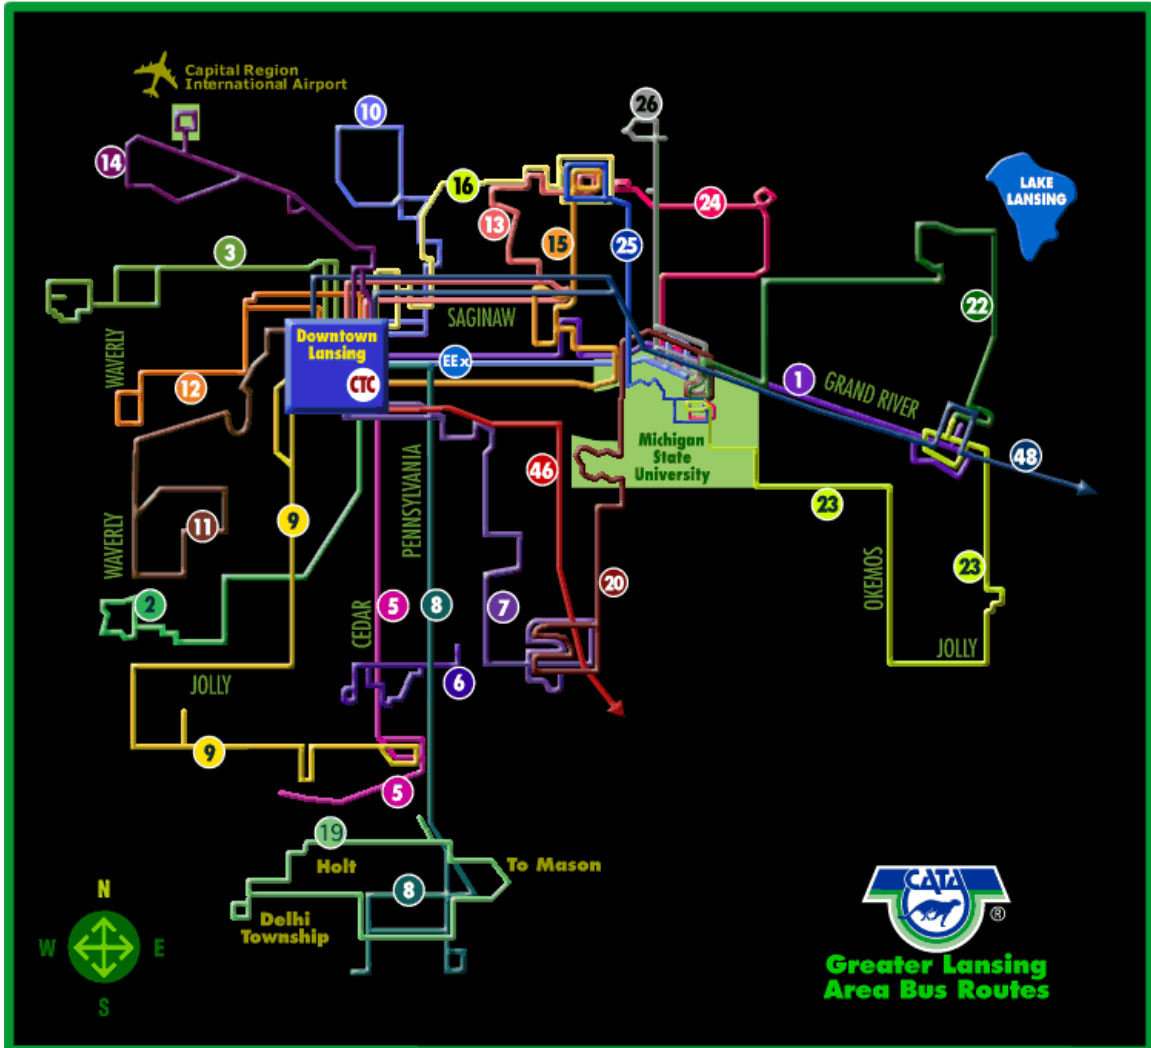 Capital Region
International Airport
10
26
14
16
LAKE
LANSING
13
24
3
15
25
22
SAGINAW
WAVERLY
Downtown
Lansing
EEx
CTC
12
1
GRAND RIVER
Michigan
State
University
48
46
PENNSYLVANIA
23
11
9
WAVERLY
OKEMOS
23
20
2
CEDAR
5
8
7
JOLLY
JOLLY
6
9
5
19
Holt
To Mason
8
Delhi
Township
N
W
E
S
CATA
®
Greater Lansing
Area Bus Routes